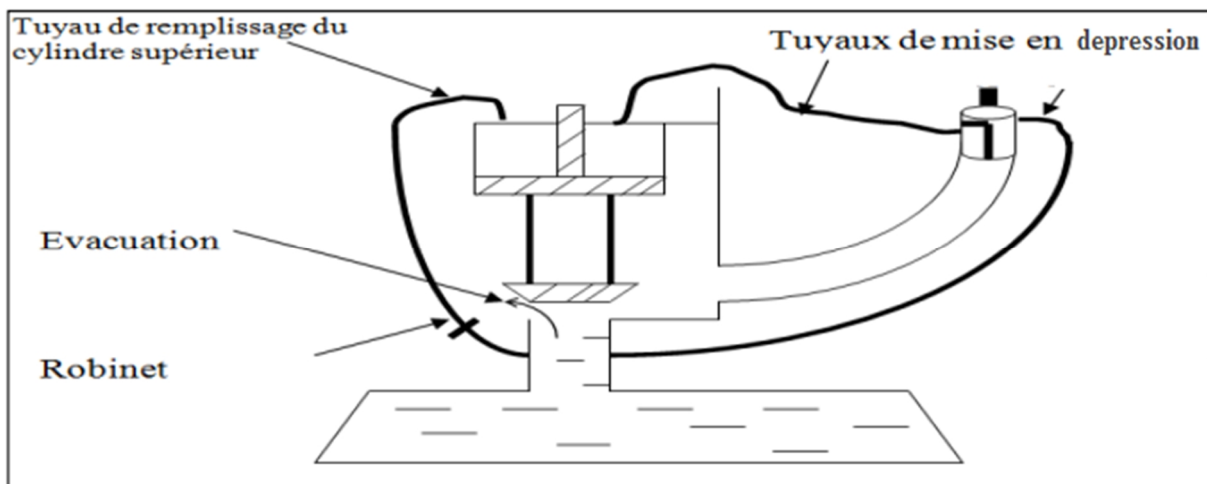 Tuyau de remplissage du
cylindre supérieur
Tuyaux de mise en depression
Evacuation
Robinet